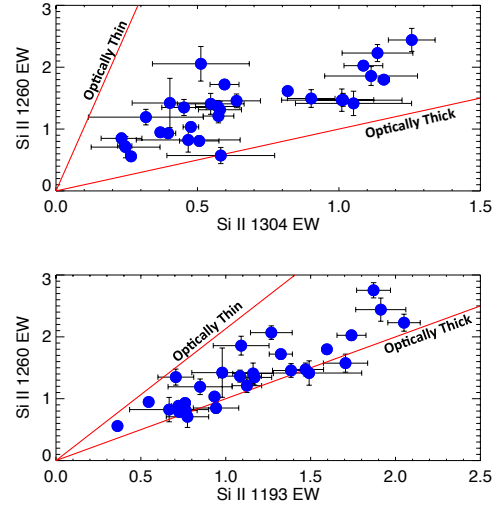 3
2
1
0
Si II 1260 EW
Optically Thin
Optically Thick
0.0 0.5 1.0 1.5
Si II 1304 EW
3
2
1
0
Si II 1260 EW
Optically Thin
Optically Thick
0.0 0.5 1.0 1.5 2.0 2.5
Si II 1193 EW